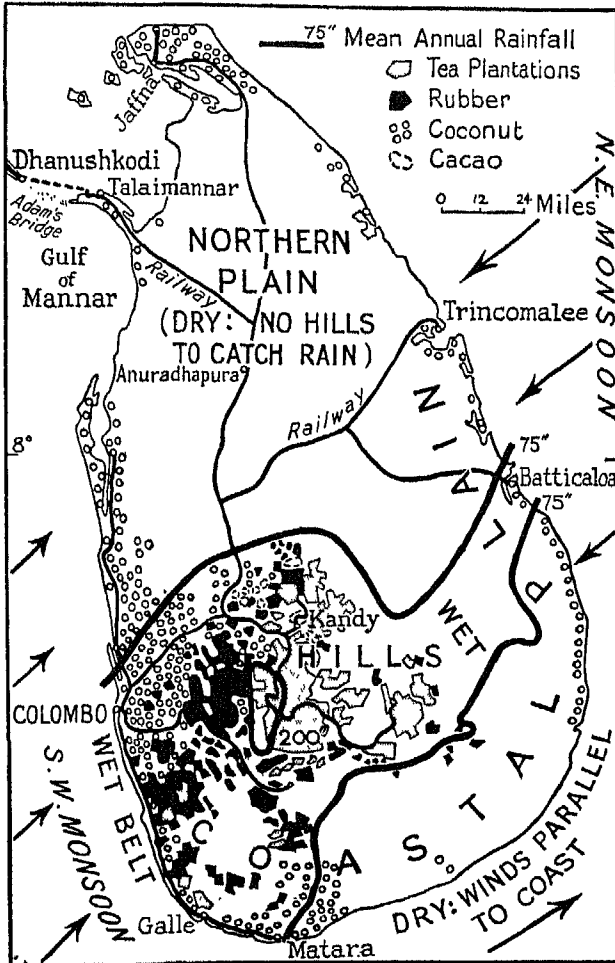 75" Mean Annual Rainfall
Tea Plantations
Rubber
Coconut
Cacao
0 12 24 Miles
Jaffna
Dhanushkodi
Talaimannar
Adam's
Bridge
Gulf
of
Mannar
Railway
NORTHERN
PLAIN
(DRY: NO HILLS
TO CATCH RAIN)
Anuradhapura
Trincomalee
N.E. MONSOON
Railway
8°
75"
Batticaloa
75"
WET
Kandy
HILLS
200"
COLOMBO
WET BELT
S.W. MONSOON
COASTAL PLAIN
Galle
Matara
DRY: WINDS PARALLEL
TO COAST